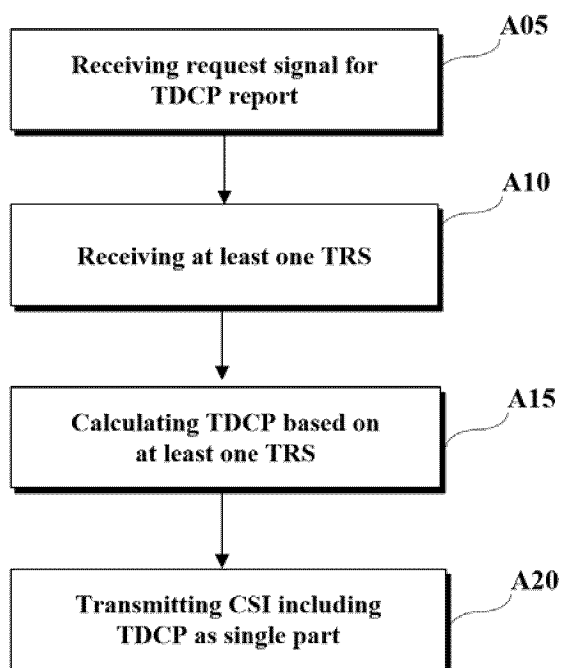 A05
Receiving request signal for
TDCP report
A10
Receiving at least one TRS
A15
Calculating TDCP based on
at least one TRS
A20
Transmitting CSI including
TDCP as single part